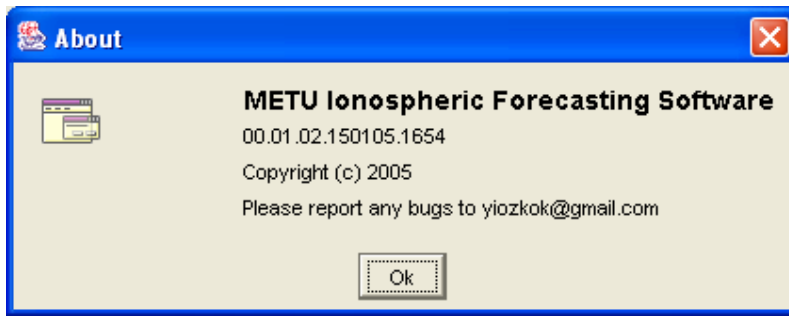 About
METU Ionospheric Forecasting Software
00.01.02.150105.1654
Copyright (c) 2005
Please report any bugs to yiozkok@gmail.com
Ok